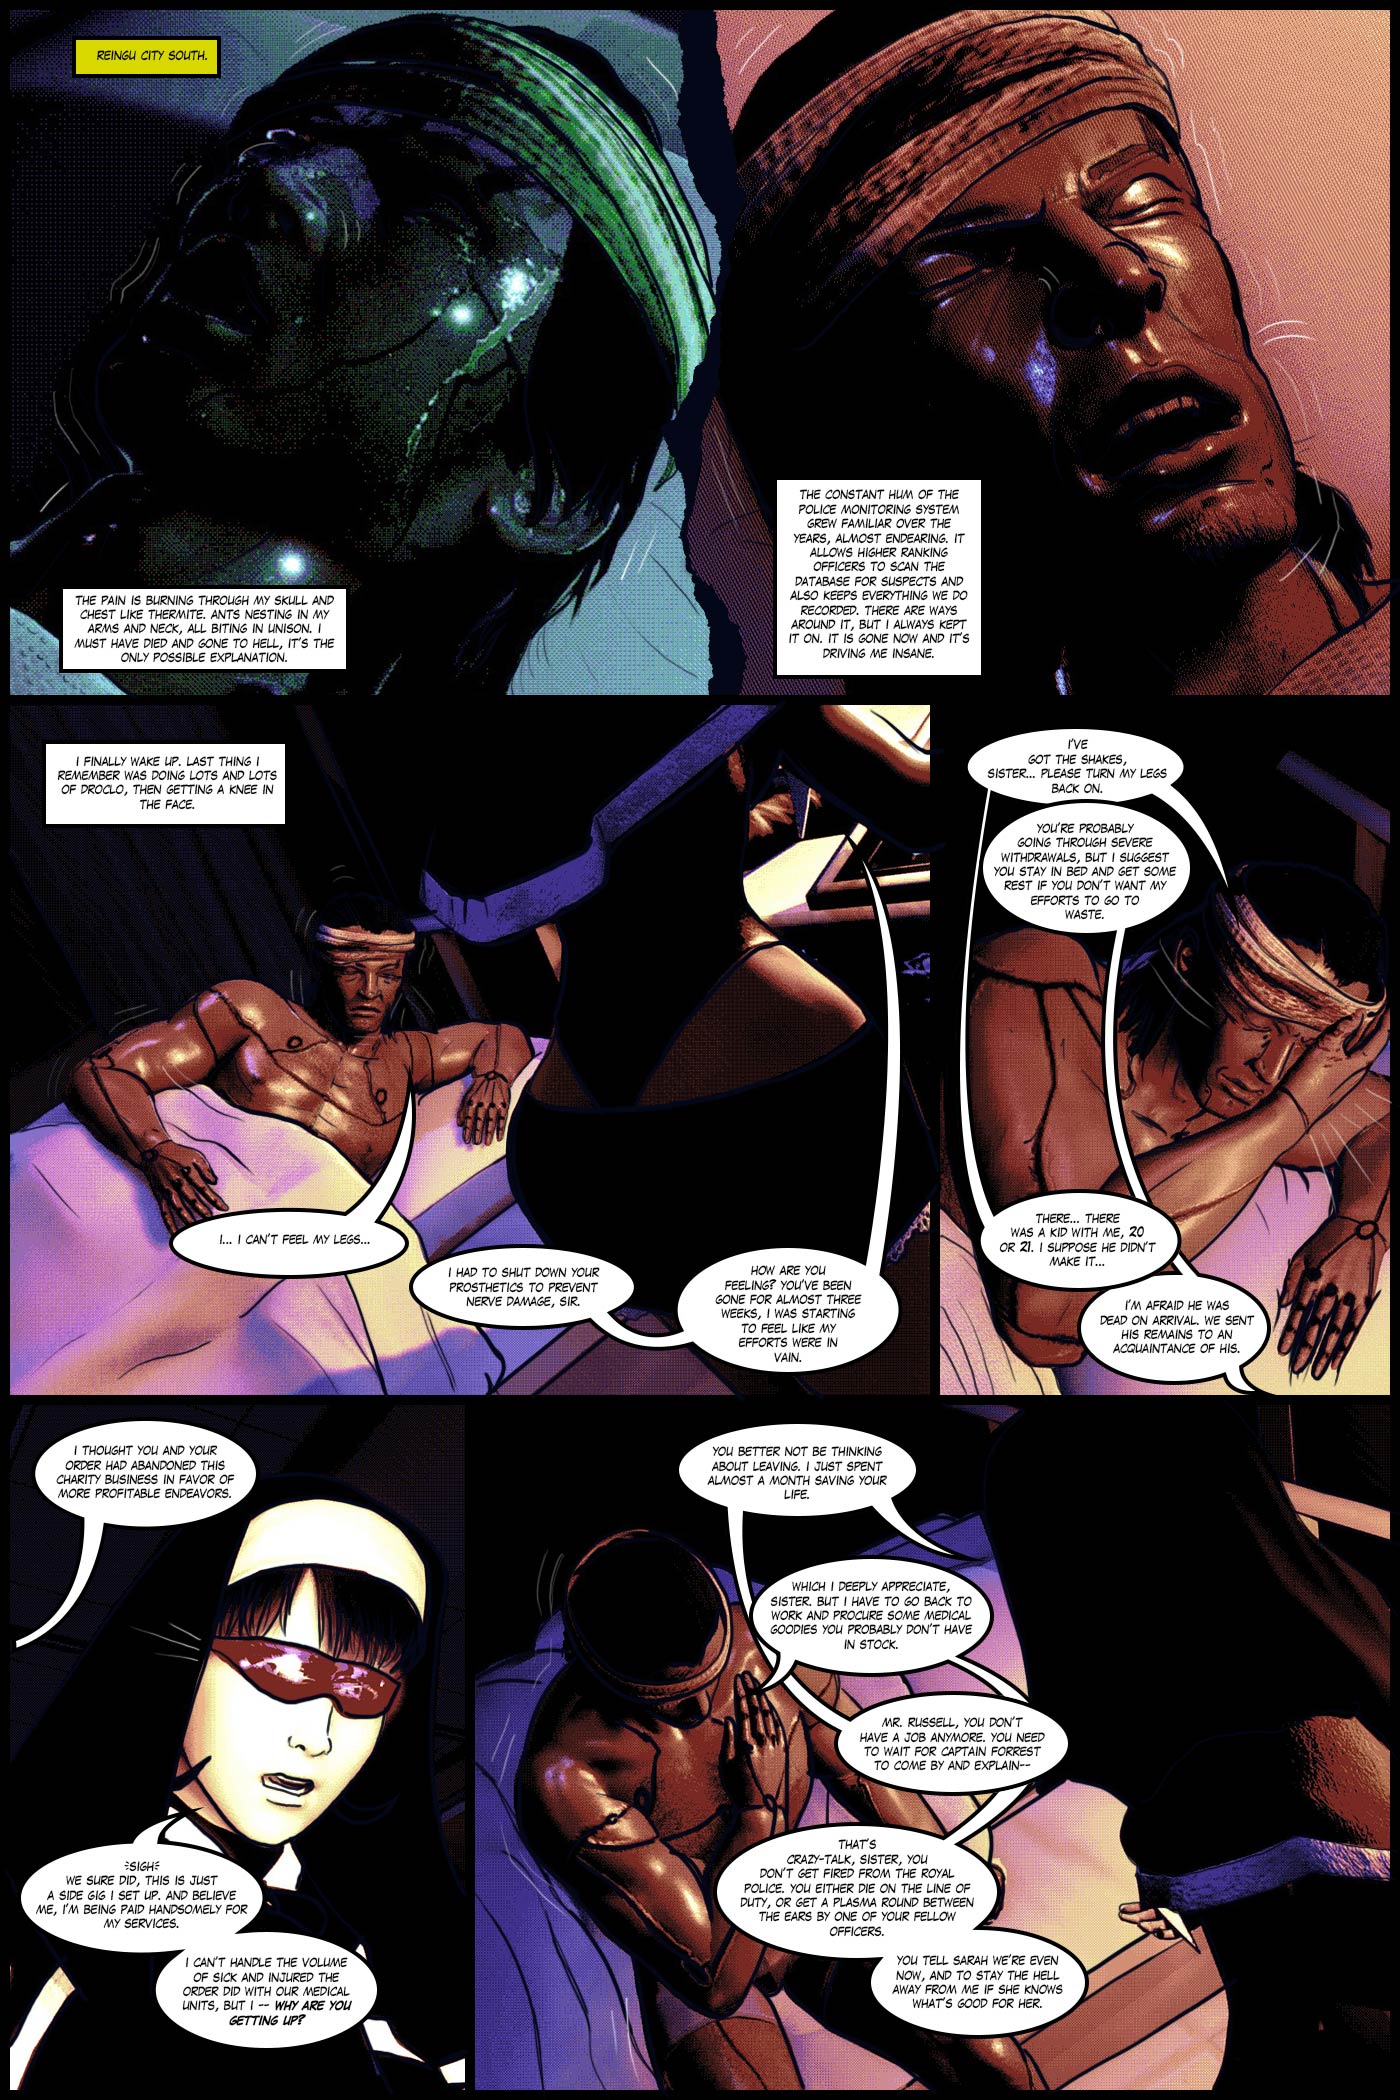 REINGU CITY SOUTH.
THE PAIN IS BURNING THROUGH MY SKULL AND
CHEST LIKE THERMITE. ANTS NESTING IN MY
ARMS AND NECK, ALL BITING IN UNISON. I
MUST HAVE DIED AND GONE TO HELL, IT'S THE
ONLY POSSIBLE EXPLANATION.
THE CONSTANT HUM OF THE
POLICE MONITORING SYSTEM
GREW FAMILIAR OVER THE
YEARS, ALMOST ENDEARING. IT
ALLOWS HIGHER RANKING
OFFICERS TO SCAN THE
DATABASE FOR SUSPECTS AND
ALSO KEEPS EVERYTHING WE DO
RECORDED. THERE ARE WAYS
AROUND IT, BUT I ALWAYS KEPT
IT ON. IT IS GONE NOW AND IT'S
DRIVING ME INSANE.
I FINALLY WAKE UP. LAST THING I
REMEMBER WAS DOING LOTS AND LOTS
OF DROCLO, THEN GETTING A KNEE IN
THE FACE.
I... I CAN'T FEEL MY LEGS...
I HAD TO SHUT DOWN YOUR
PROSTHETICS TO PREVENT
NERVE DAMAGE, SIR.
HOW ARE YOU
FEELING? YOU'VE BEEN
GONE FOR ALMOST THREE
WEEKS, I WAS STARTING
TO FEEL LIKE MY
EFFORTS WERE IN
VAIN.
I'VE
GOT THE SHAKES,
SISTER... PLEASE TURN MY LEGS
BACK ON.
YOU'RE PROBABLY
GOING THROUGH SEVERE
WITHDRAWALS, BUT I SUGGEST
YOU STAY IN BED AND GET SOME
REST IF YOU DON'T WANT MY
EFFORTS TO GO TO
WASTE.
THERE... THERE
WAS A KID WITH ME, 20
OR 21. I SUPPOSE HE DIDN'T
MAKE IT...
I'M AFRAID HE WAS
DEAD ON ARRIVAL. WE SENT
HIS REMAINS TO AN
ACQUAINTANCE OF HIS.
I THOUGHT YOU AND YOUR
ORDER HAD ABANDONED THIS
CHARITY BUSINESS IN FAVOR OF
MORE PROFITABLE ENDEAVORS.
SIGH
WE SURE DID, THIS IS JUST
A SIDE GIG I SET UP. AND BELIEVE
ME, I'M BEING PAID HANDSOMELY FOR
MY SERVICES.
I CAN'T HANDLE THE VOLUME
OF SICK AND INJURED THE
ORDER DID WITH OUR MEDICAL
UNITS, BUT I -- WHY ARE YOU
GETTING UP?
YOU BETTER NOT BE THINKING
ABOUT LEAVING. I JUST SPENT
ALMOST A MONTH SAVING YOUR
LIFE.
WHICH I DEEPLY APPRECIATE,
SISTER. BUT I HAVE TO GO BACK TO
WORK AND PROCURE SOME MEDICAL
GOODIES YOU PROBABLY DON'T HAVE
IN STOCK.
MR. RUSSELL, YOU DON'T
HAVE A JOB ANYMORE. YOU NEED
TO WAIT FOR CAPTAIN FORREST
TO COME BY AND EXPLAIN--
THAT'S
CRAZY-TALK, SISTER, YOU
DON'T GET FIRED FROM THE ROYAL
POLICE. YOU EITHER DIE ON THE LINE OF
DUTY, OR GET A PLASMA ROUND BETWEEN
THE EARS BY ONE OF YOUR FELLOW
OFFICERS.
YOU TELL SARAH WE'RE EVEN
NOW, AND TO STAY THE HELL
AWAY FROM ME IF SHE KNOWS
WHAT'S GOOD FOR HER.